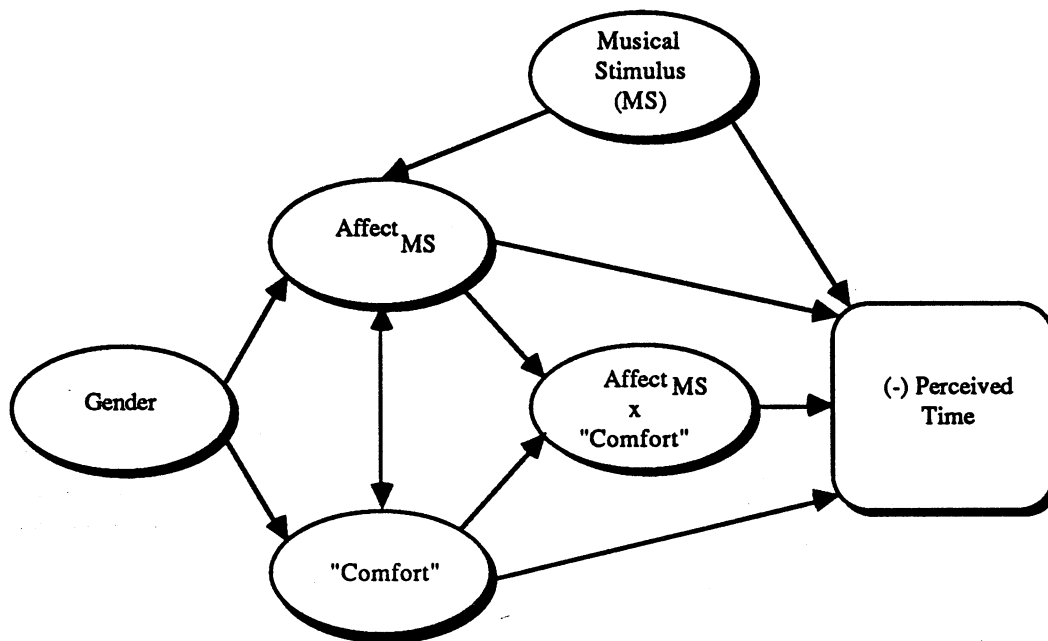 Musical
Stimulus
(MS)
Affect MS
Gender
Affect MS
x
"Comfort"
(-) Perceived
Time
"Comfort"